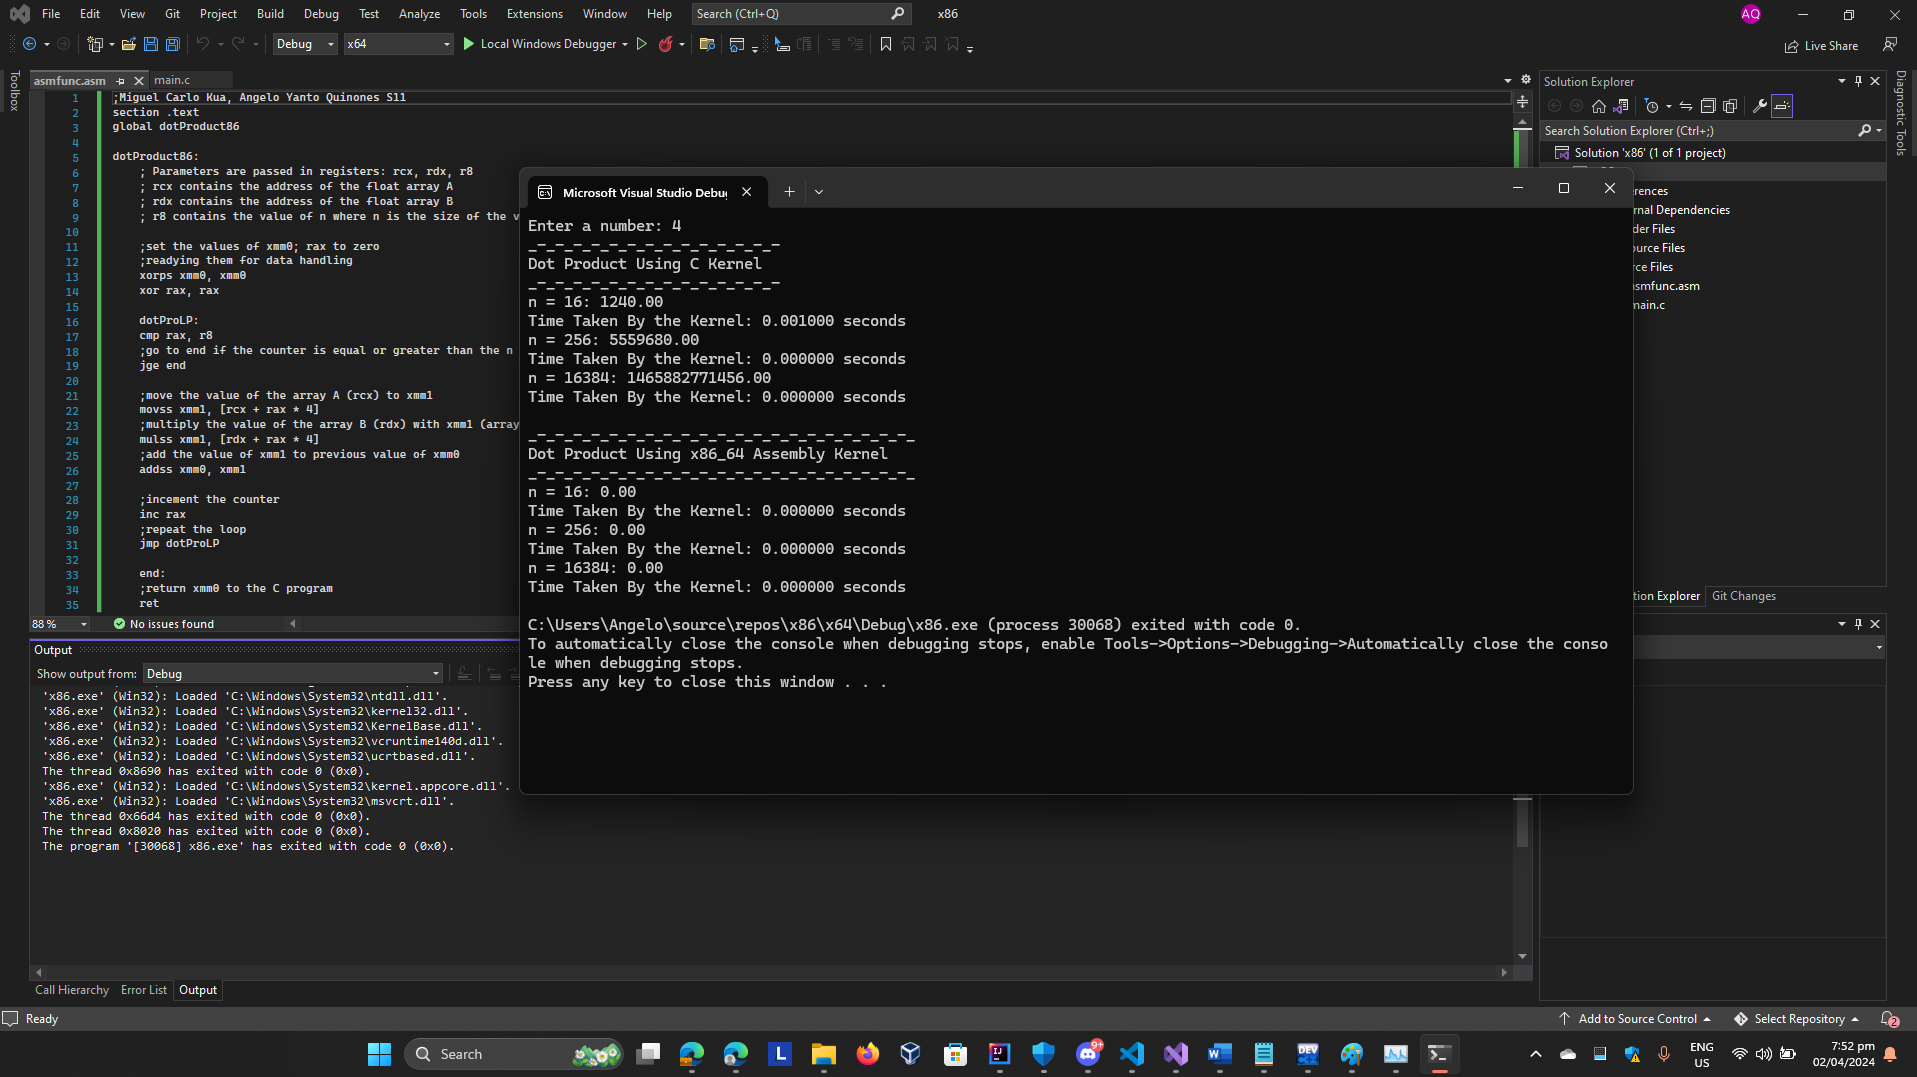 File Edit View Git Project Build Debug Test Analyze Tools Extensions Window Help Search (Ctrl+Q) x86 AQ
Debug x64 Local Windows Debugger Live Share
Toolbox
asmfunc.asm main.c
1 ;Miguel Carlo Kua, Angelo Yanto Quinones S11
2 section .text
3 global dotProduct86
4
5 dotProduct86:
6 ; Parameters are passed in registers: rcx, rdx, r8
7 ; rcx contains the address of the float array A
8 ; rdx contains the address of the float array B
9 ; r8 contains the value of n where n is the size of the v
10
11 ;set the values of xmm0; rax to zero
12 ;readying them for data handling
13 xorps xmm0, xmm0
14 xor rax, rax
15
16 dotProLP:
17 cmp rax, r8
18 ;go to end if the counter is equal or greater than the n
19 jge end
20
21 ;move the value of the array A (rcx) to xmm1
22 movss xmm1, [rcx + rax * 4]
23 ;multiply the value of the array B (rdx) with xmm1 (array
24 mulss xmm1, [rdx + rax * 4]
25 ;add the value of xmm1 to previous value of xmm0
26 addss xmm0, xmm1
27
28 ;incement the counter
29 inc rax
30 ;repeat the loop
31 jmp dotProLP
32
33 end:
34 ;return xmm0 to the C program
35 ret
88 % No issues found
Microsoft Visual Studio Debu
Enter a number: 4
_-_-_-_-_-_-_-_-_-_-_-_-_-_-
Dot Product Using C Kernel
_-_-_-_-_-_-_-_-_-_-_-_-_-_-
n = 16: 1240.00
Time Taken By the Kernel: 0.001000 seconds
n = 256: 5559680.00
Time Taken By the Kernel: 0.000000 seconds
n = 16384: 1465882771456.00
Time Taken By the Kernel: 0.000000 seconds
_-_-_-_-_-_-_-_-_-_-_-_-_-_-_-_-_-_-_-_-_-_
Dot Product Using x86_64 Assembly Kernel
_-_-_-_-_-_-_-_-_-_-_-_-_-_-_-_-_-_-_-_-_-_
n = 16: 0.00
Time Taken By the Kernel: 0.000000 seconds
n = 256: 0.00
Time Taken By the Kernel: 0.000000 seconds
n = 16384: 0.00
Time Taken By the Kernel: 0.000000 seconds
C:\Users\Angelo\source\repos\x86\x64\Debug\x86.exe (process 30068) exited with code 0.
To automatically close the console when debugging stops, enable Tools->Options->Debugging->Automatically close the conso
le when debugging stops.
Press any key to close this window . . .
Solution Explorer
Search Solution Explorer (Ctrl+;)
Solution 'x86' (1 of 1 project)
erences
rnal Dependencies
der Files
ource Files
rce Files
asmfunc.asm
main.c
tion Explorer Git Changes
Diagnostic Tools
Output
Show output from: Debug
'x86.exe' (Win32): Loaded 'C:\Windows\System32\ntdll.dll'.
'x86.exe' (Win32): Loaded 'C:\Windows\System32\kernel32.dll'.
'x86.exe' (Win32): Loaded 'C:\Windows\System32\KernelBase.dll'.
'x86.exe' (Win32): Loaded 'C:\Windows\System32\vcruntime140d.dll'.
'x86.exe' (Win32): Loaded 'C:\Windows\System32\ucrtbased.dll'.
The thread 0x8690 has exited with code 0 (0x0).
'x86.exe' (Win32): Loaded 'C:\Windows\System32\kernel.appcore.dll'.
'x86.exe' (Win32): Loaded 'C:\Windows\System32\msvcrt.dll'.
The thread 0x66d4 has exited with code 0 (0x0).
The thread 0x8020 has exited with code 0 (0x0).
The program '[30068] x86.exe' has exited with code 0 (0x0).
Call Hierarchy Error List Output
Ready Add to Source Control Select Repository 2
Search L IJ 9+ W DEV ENG US 7:52 pm 02/04/2024